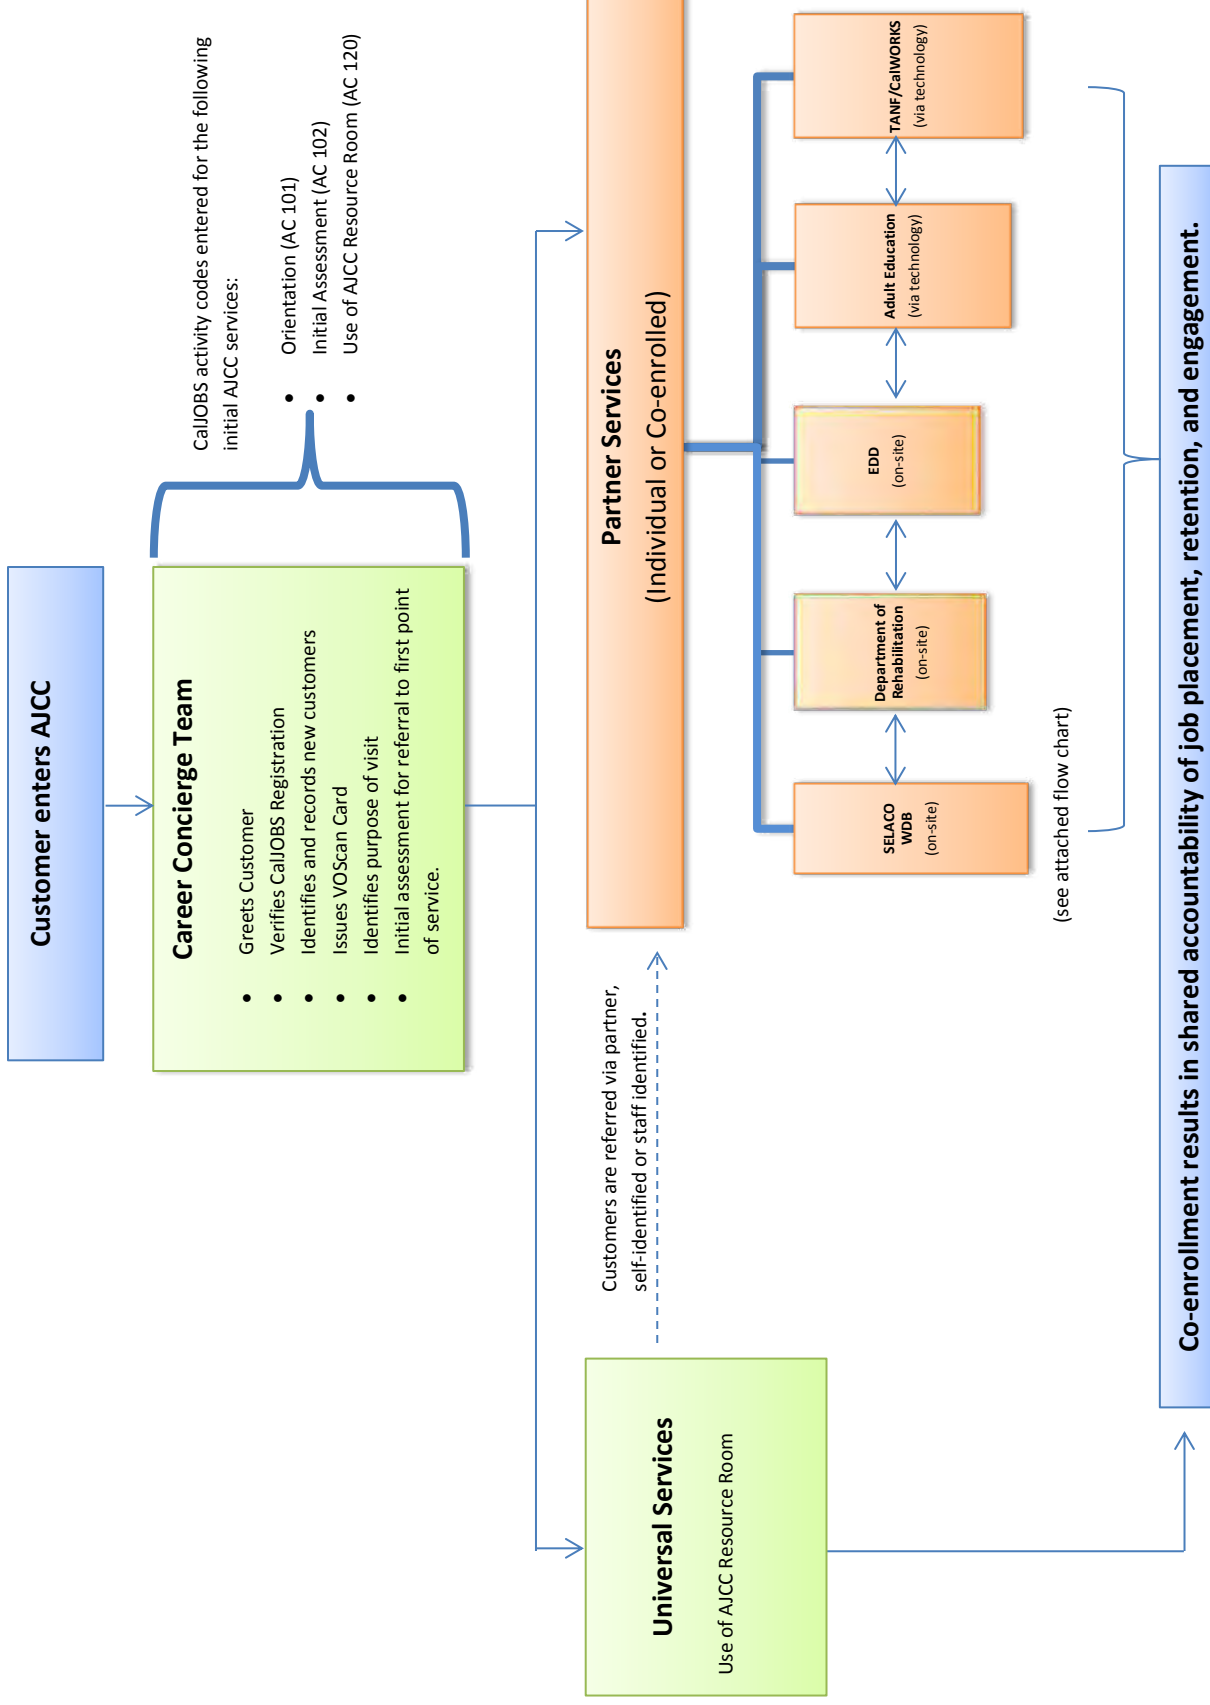 Customer enters AJCC
Career Concierge Team
• Greets Customer
• Verifies CalJOBS Registration
• Identifies and records new customers
• Issues VOScan Card
• Identifies purpose of visit
• Initial assessment for referral to first point
of service.
CalJOBS activity codes entered for the following
initial AJCC services:
• Orientation (AC 101)
• Initial Assessment (AC 102)
• Use of AJCC Resource Room (AC 120)
Universal Services
Use of AJCC Resource Room
Customers are referred via partner,
self-identified or staff identified.
Partner Services
(Individual or Co-enrolled)
SELACO
WDB
(on-site)
Department of
Rehabilitation
(on-site)
EDD
(on-site)
Adult Education
(via technology)
TANF/CalWORKS
(via technology)
(see attached flow chart)
Co-enrollment results in shared accountability of job placement, retention, and engagement.